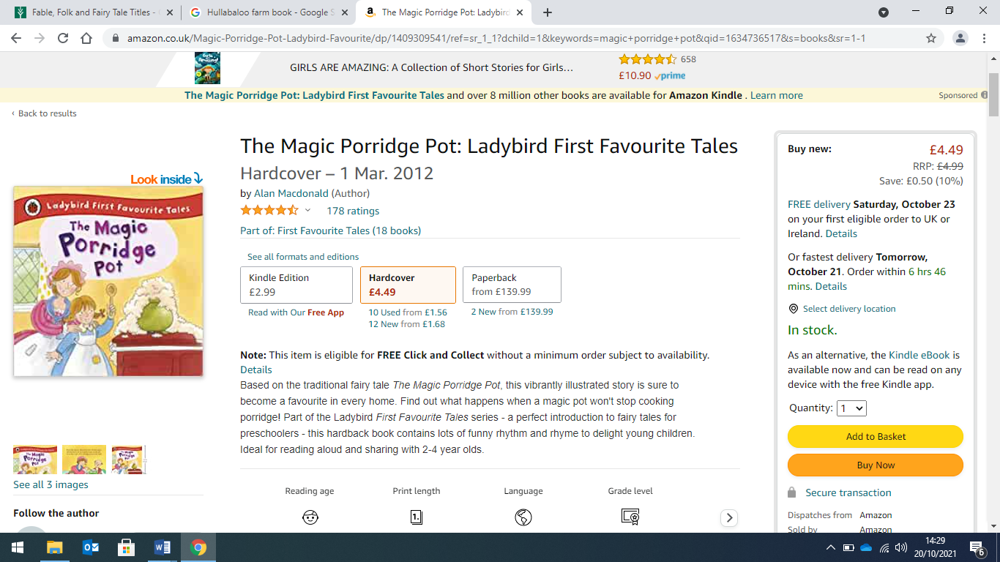 Fable, Folk and Fairy Tale Titles -
Hullabaloo farm book - Google S
The Magic Porridge Pot: Ladybird
amazon.co.uk/Magic-Porridge-Pot-Ladybird-Favourite/dp/1409309541/ref=sr_1_1?dchild=1&keywords=magic+porridge+pot&qid=1634736517&s=books&sr=1-1
Girls Are Amazing!
GIRLS ARE AMAZING: A Collection of Short Stories for Girls…
658
£10.90 prime
The Magic Porridge Pot: Ladybird First Favourite Tales and over 8 million other books are available for Amazon Kindle . Learn more
Sponsored
‹ Back to results
Look inside
Ladybird First Favourite Tales
The Magic
Porridge
Pot
See all 3 images
Follow the author
The Magic Porridge Pot: Ladybird First Favourite Tales
Hardcover – 1 Mar. 2012
by Alan Macdonald (Author)
178 ratings
Part of: First Favourite Tales (18 books)
See all formats and editions
Kindle Edition
£2.99
Read with Our Free App
Hardcover
£4.49
10 Used from £1.56
12 New from £1.68
Paperback
from £139.99
2 New from £139.99
Note: This item is eligible for FREE Click and Collect without a minimum order subject to availability.
Details
Based on the traditional fairy tale The Magic Porridge Pot, this vibrantly illustrated story is sure to
become a favourite in every home. Find out what happens when a magic pot won't stop cooking
porridge! Part of the Ladybird First Favourite Tales series - a perfect introduction to fairy tales for
preschoolers - this hardback book contains lots of funny rhythm and rhyme to delight young children.
Ideal for reading aloud and sharing with 2-4 year olds.
Reading age
Print length
Language
Grade level
Buy new:
£4.49
RRP: £4.99
Save: £0.50 (10%)
FREE delivery Saturday, October 23
on your first eligible order to UK or
Ireland. Details
Or fastest delivery Tomorrow,
October 21. Order within 6 hrs 46
mins. Details
Select delivery location
In stock.
As an alternative, the Kindle eBook is
available now and can be read on any
device with the free Kindle app.
Quantity: 1
Add to Basket
Buy Now
Secure transaction
Dispatches from Amazon
Sold by Amazon
14:29
20/10/2021
6